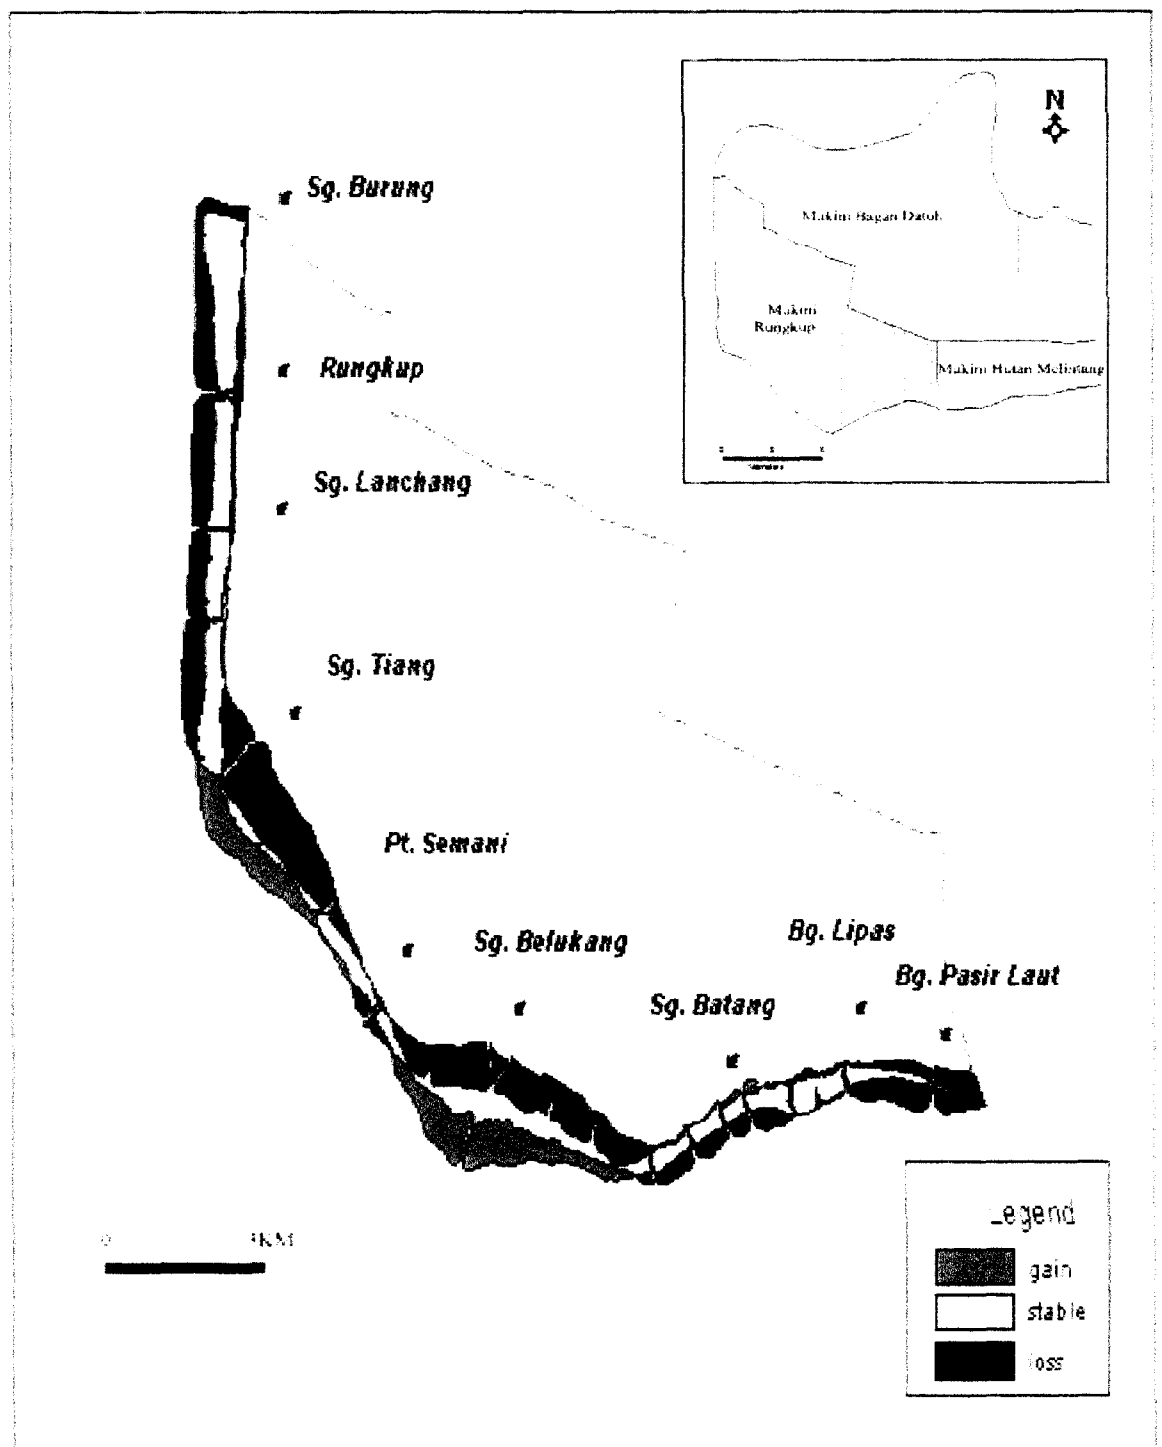 N
Sg. Burung
Mukim Bagan Datoh
Rungkup
Mukim
Rungkup
Mukim Hutan Melintang
Sg. Lanchang
Sg. Tiang
Pt. Semani
Sg. Belukang
Bg. Lipas
Bg. Pasir Laut
Sg. Batang
Legend
0
KM
gain
stable
loss